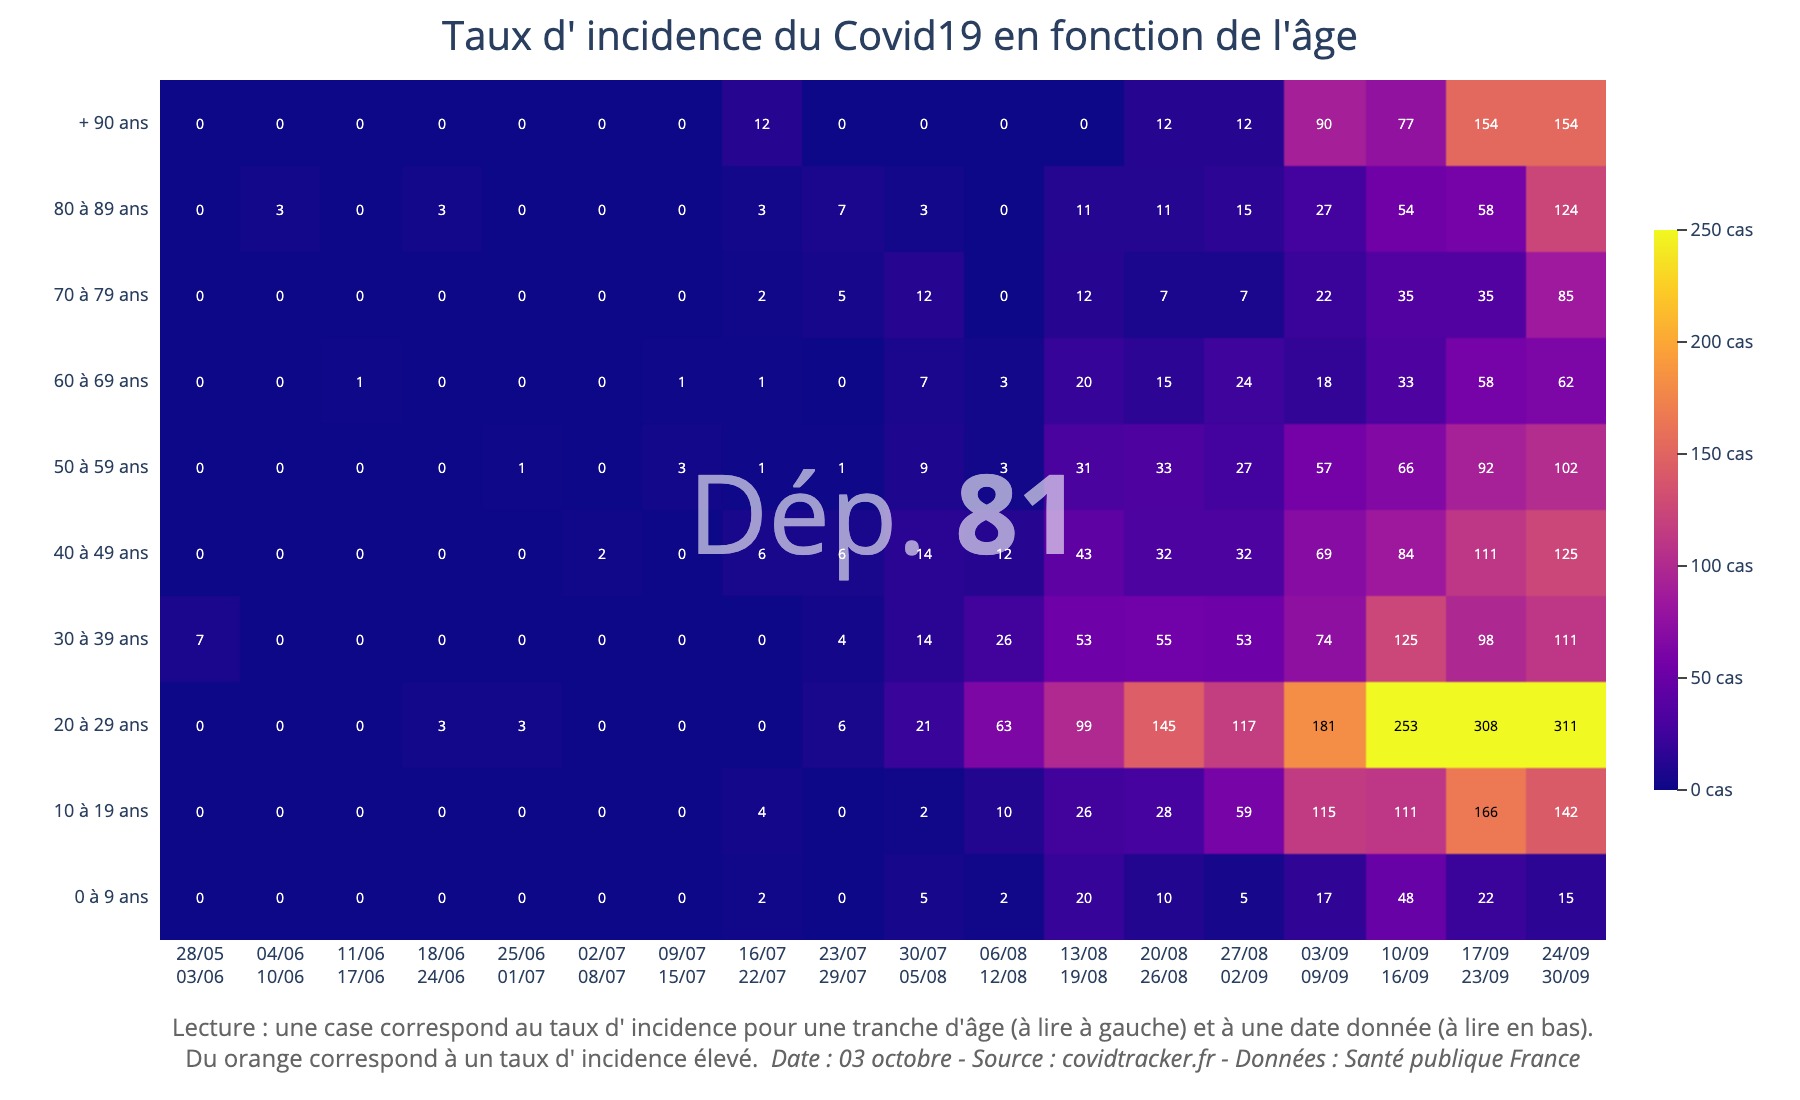 Taux d' incidence du Covid19 en fonction de l'âge
+ 90 ans 0 0 0 0 0 0 0 12 0 0 0 0 12 12 90 77 154 154
80 à 89 ans 0 3 0 3 0 0 0 3 7 3 0 11 11 15 27 54 58 124
250 cas
70 à 79 ans 0 0 0 0 0 0 0 2 5 12 0 12 7 7 22 35 35 85
200 cas
60 à 69 ans 0 0 1 0 0 0 1 1 0 7 3 20 15 24 18 33 58 62
150 cas
50 à 59 ans 0 0 0 0 1 0 3 1 1 9 3 31 33 27 57 66 92 102
Dép. 81
40 à 49 ans 0 0 0 0 0 2 0 6 6 14 12 43 32 32 69 84 111 125
100 cas
30 à 39 ans 7 0 0 0 0 0 0 0 4 14 26 53 55 53 74 125 98 111
50 cas
20 à 29 ans 0 0 0 3 3 0 0 0 6 21 63 99 145 117 181 253 308 311
0 cas
10 à 19 ans 0 0 0 0 0 0 0 4 0 2 10 26 28 59 115 111 166 142
0 à 9 ans 0 0 0 0 0 0 0 2 0 5 2 20 10 5 17 48 22 15
28/05 04/06 11/06 18/06 25/06 02/07 09/07 16/07 23/07 30/07 06/08 13/08 20/08 27/08 03/09 10/09 17/09 24/09
03/06 10/06 17/06 24/06 01/07 08/07 15/07 22/07 29/07 05/08 12/08 19/08 26/08 02/09 09/09 16/09 23/09 30/09
Lecture : une case correspond au taux d' incidence pour une tranche d'âge (à lire à gauche) et à une date donnée (à lire en bas).
Du orange correspond à un taux d' incidence élevé. Date : 03 octobre - Source : covidtracker.fr - Données : Santé publique France